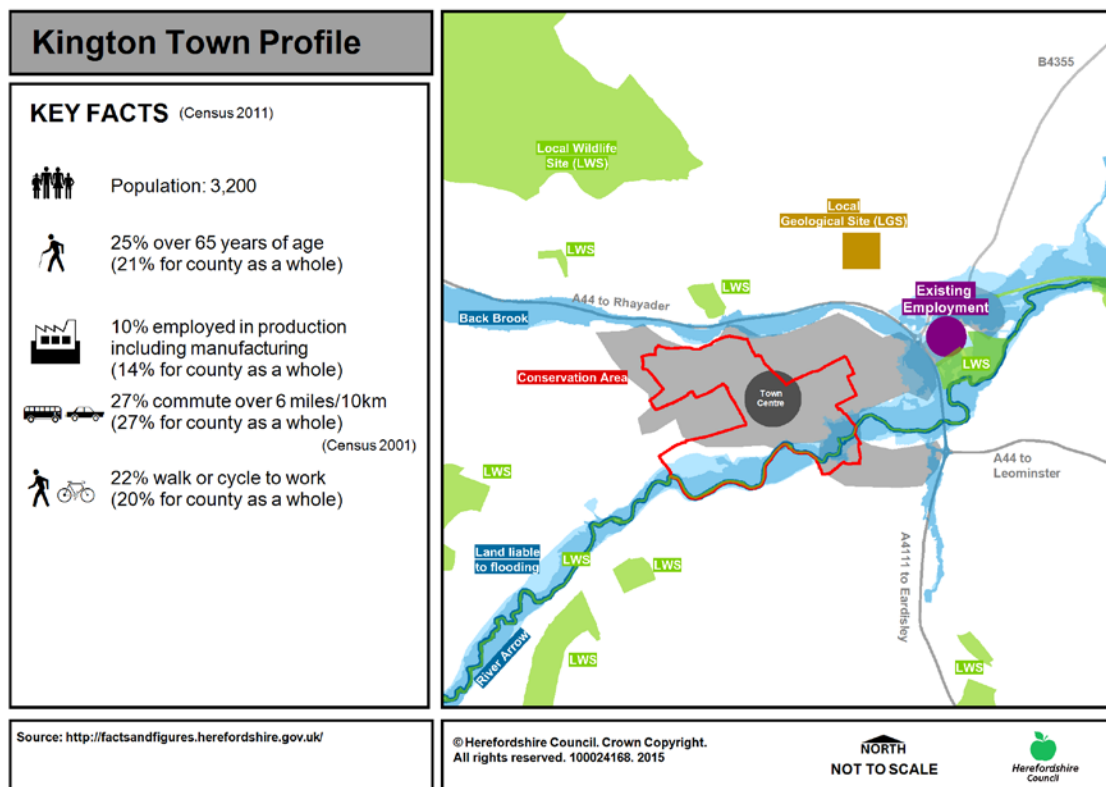 Kington Town Profile
KEY FACTS (Census 2011)
Population: 3,200
25% over 65 years of age
(21% for county as a whole)
10% employed in production
including manufacturing
(14% for county as a whole)
27% commute over 6 miles/10km
(27% for county as a whole)
(Census 2001)
22% walk or cycle to work
(20% for county as a whole)
B4355
Local Wildlife
Site (LWS)
Local
Geological Site (LGS)
LWS
LWS
A44 to Rhayader
Existing
Employment
Back Brook
LWS
Conservation Area
Town
Centre
A44 to
Leominster
LWS
A4111 to Eardisley
Land liable
to flooding
LWS
LWS
River Arrow
LWS
LWS
Source: http://factsandfigures.herefordshire.gov.uk/
© Herefordshire Council. Crown Copyright.
All rights reserved. 100024168. 2015
NORTH
NOT TO SCALE
Herefordshire
Council